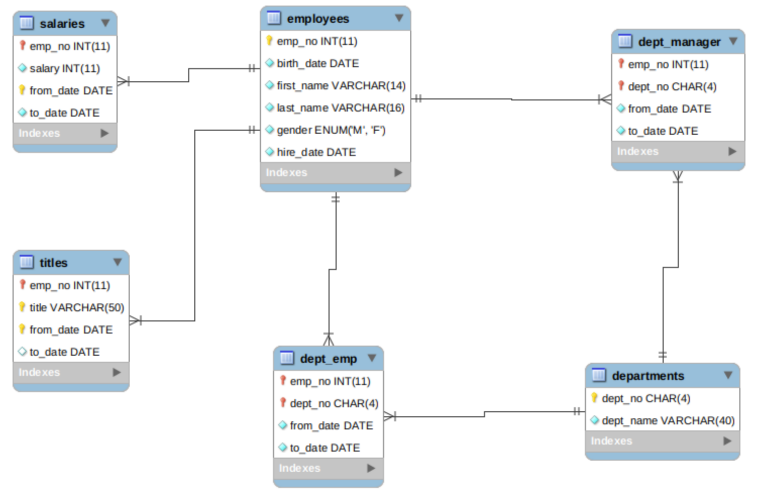 salaries
emp_no INT(11)
salary INT(11)
from_date DATE
to_date DATE
Indexes
employees
emp_no INT(11)
birth_date DATE
first_name VARCHAR(14)
last_name VARCHAR(16)
gender ENUM('M', 'F')
hire_date DATE
Indexes
dept_manager
emp_no INT(11)
dept_no CHAR(4)
from_date DATE
to_date DATE
Indexes
titles
emp_no INT(11)
title VARCHAR(50)
from_date DATE
to_date DATE
Indexes
dept_emp
emp_no INT(11)
dept_no CHAR(4)
from_date DATE
to_date DATE
Indexes
departments
dept_no CHAR(4)
dept_name VARCHAR(40)
Indexes